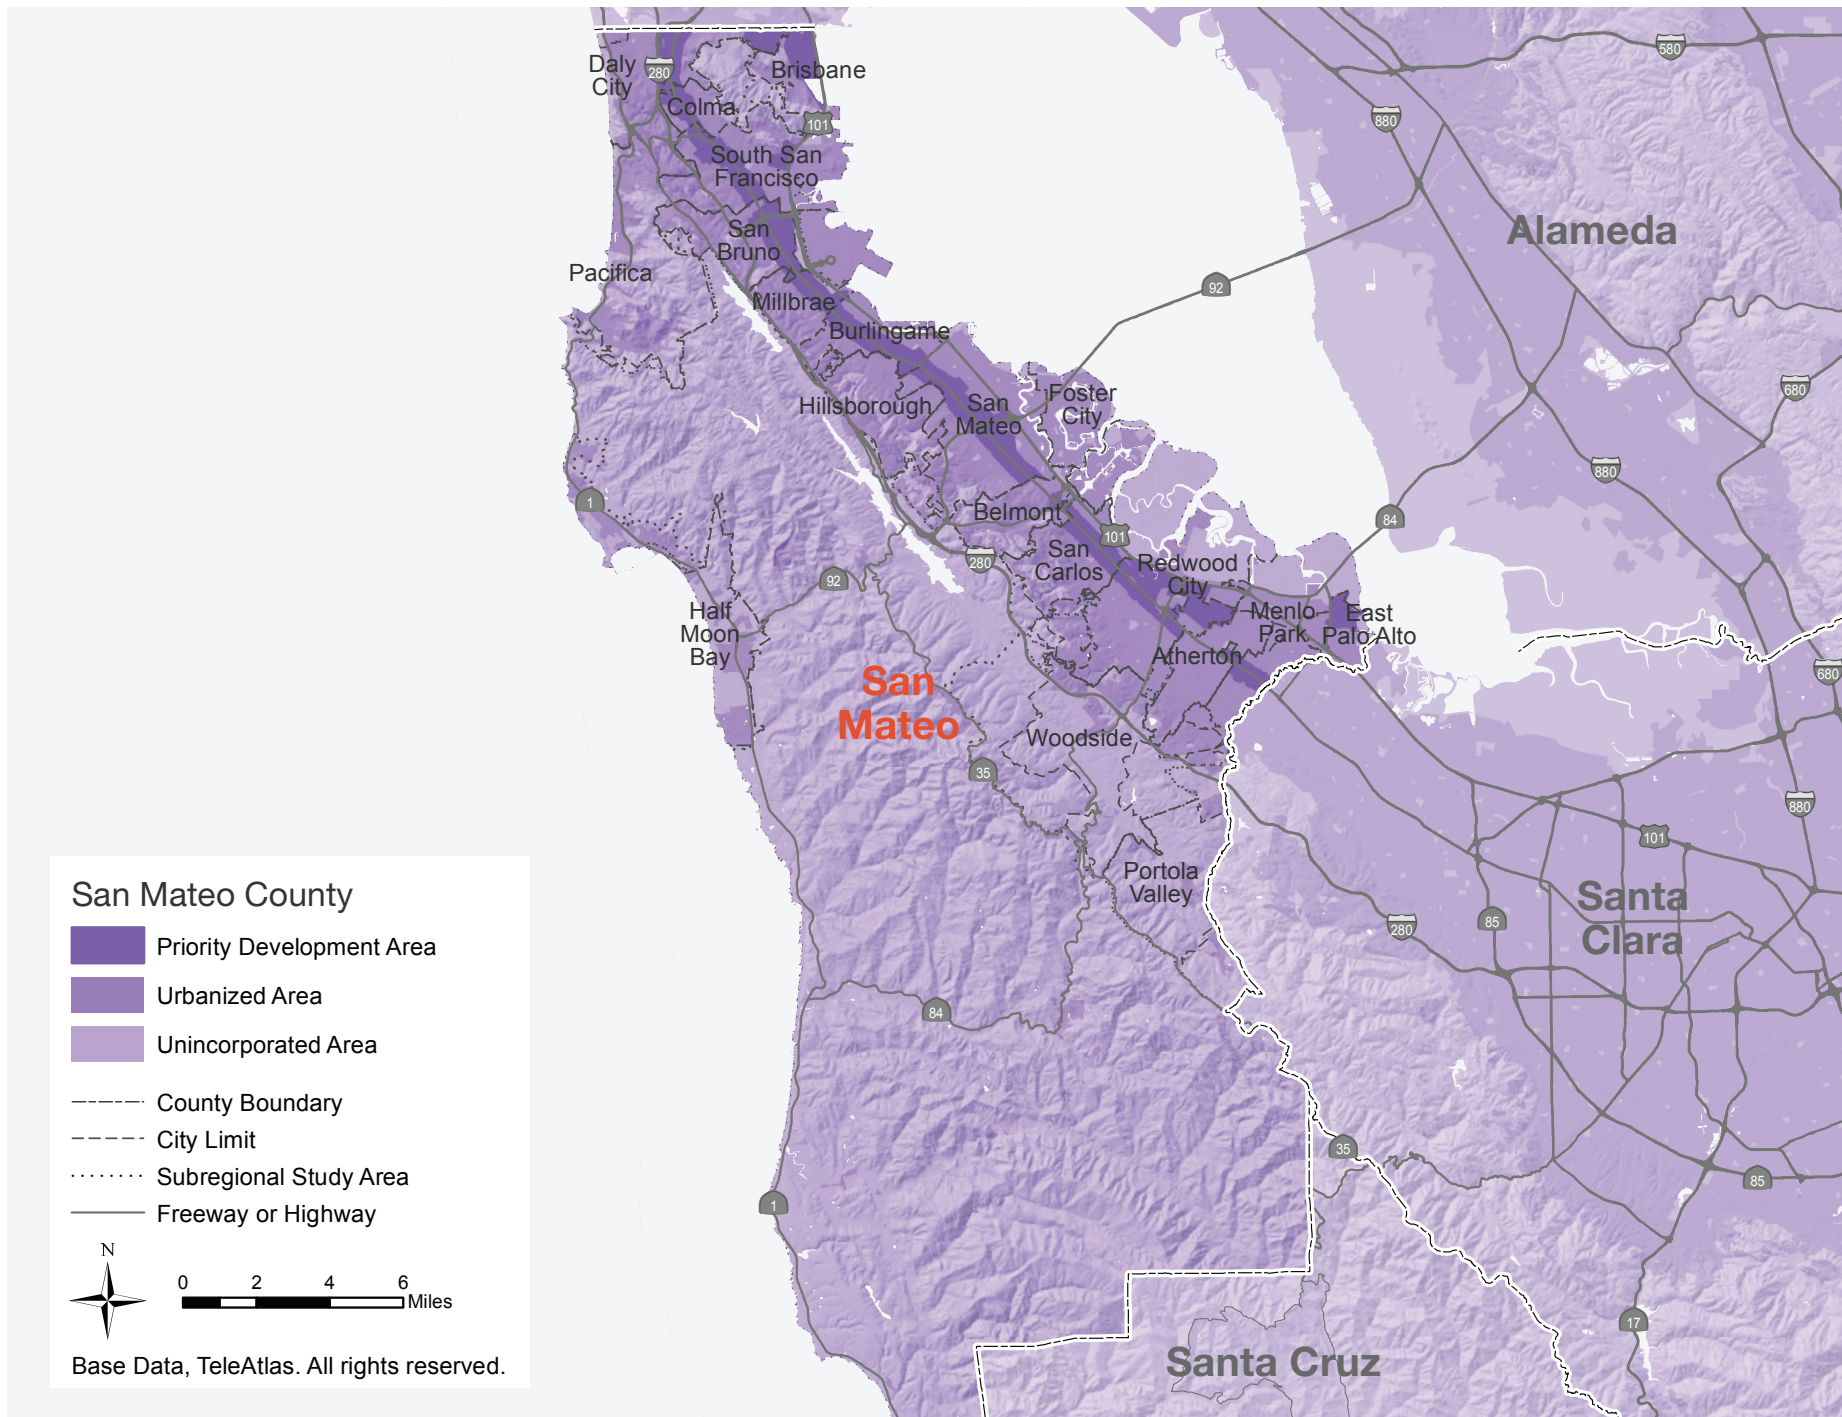 Daly
City
280
Brisbane
Colma
101
South San
Francisco
San
Bruno
Pacifica
Millbrae
Burlingame
Hillsborough
San
Mateo
Foster
City
92
580
880
Alameda
680
880
84
1
Belmont
101
San
Carlos
280
Redwood
City
92
Half
Moon
Bay
Menlo
Park
East
Palo Alto
Atherton
San
Mateo
680
Woodside
35
880
101
Portola
Valley
Santa
Clara
280
85
84
35
85
1
17
Santa Cruz
San Mateo County
Priority Development Area
Urbanized Area
Unincorporated Area
County Boundary
City Limit
Subregional Study Area
Freeway or Highway
N
0 2 4 6
Miles
Base Data, TeleAtlas. All rights reserved.